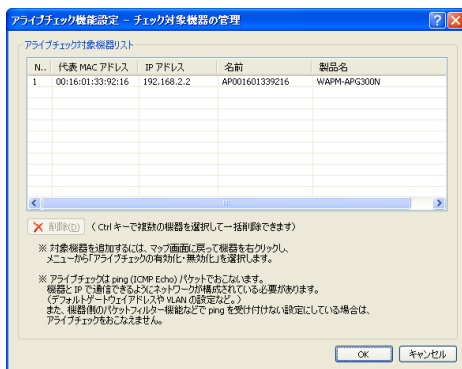 アライブチェック機能設定 - チェック対象機器の管理
アライブチェック対象機器リスト
N.. 代表 MAC アドレス IP アドレス 名前 製品名
1 00:16:01:33:92:16 192.168.2.2 AP001601339216 WAPM-APG300N
削除(D) ( Ctrl キーで複数の機器を選択して一括削除できます)
※ 対象機器を追加するには、マップ画面に戻って機器を右クリックし、
メニューから「アライブチェックの有効化・無効化」を選択します。
※ アライブチェックは ping (ICMP Echo) パケットでおこないます。
機器と IP で通信できるようにネットワークが構成されている必要があります。
(デフォルトゲートウェイアドレスや VLAN の設定など。)
また、機器側のパケットフィルター機能などで ping を受け付けない設定にしている場合は、
アライブチェックをおこなえません。
OK キャンセル